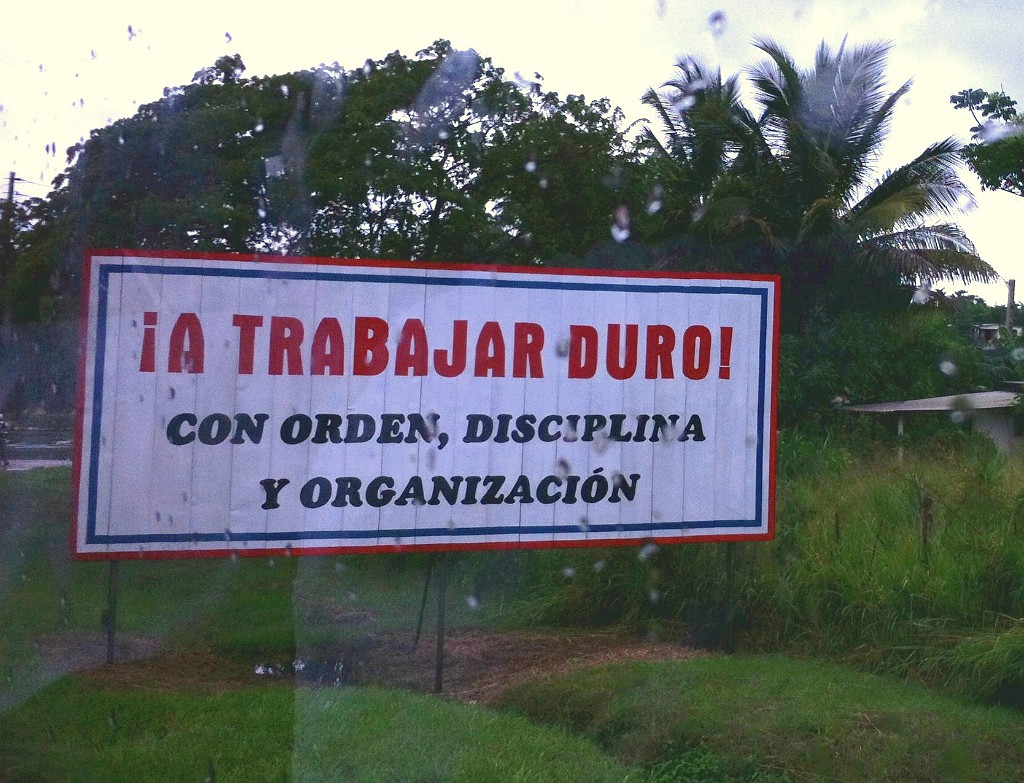 ¡A TRABAJAR DURO!
CON ORDEN, DISCIPLINA
Y ORGANIZACIÓN